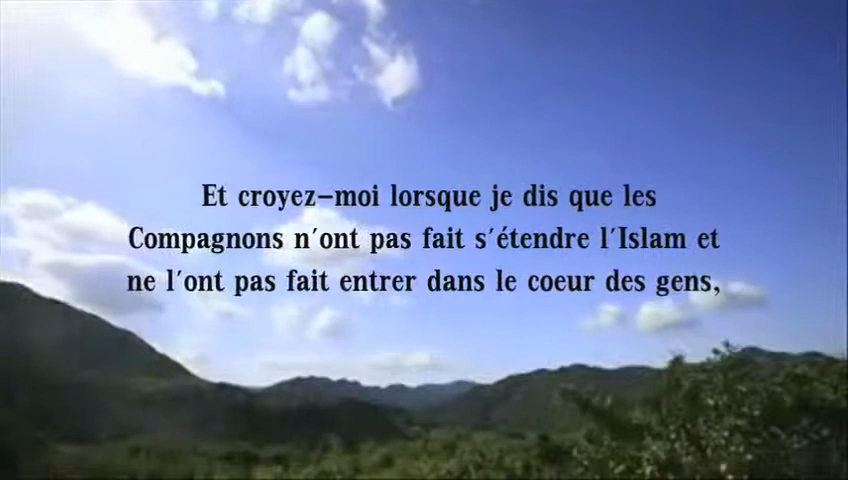 Et croyez-moi lorsque je dis que les
Compagnons n'ont pas fait s'étendre l'Islam et
ne l'ont pas fait entrer dans le coeur des gens,